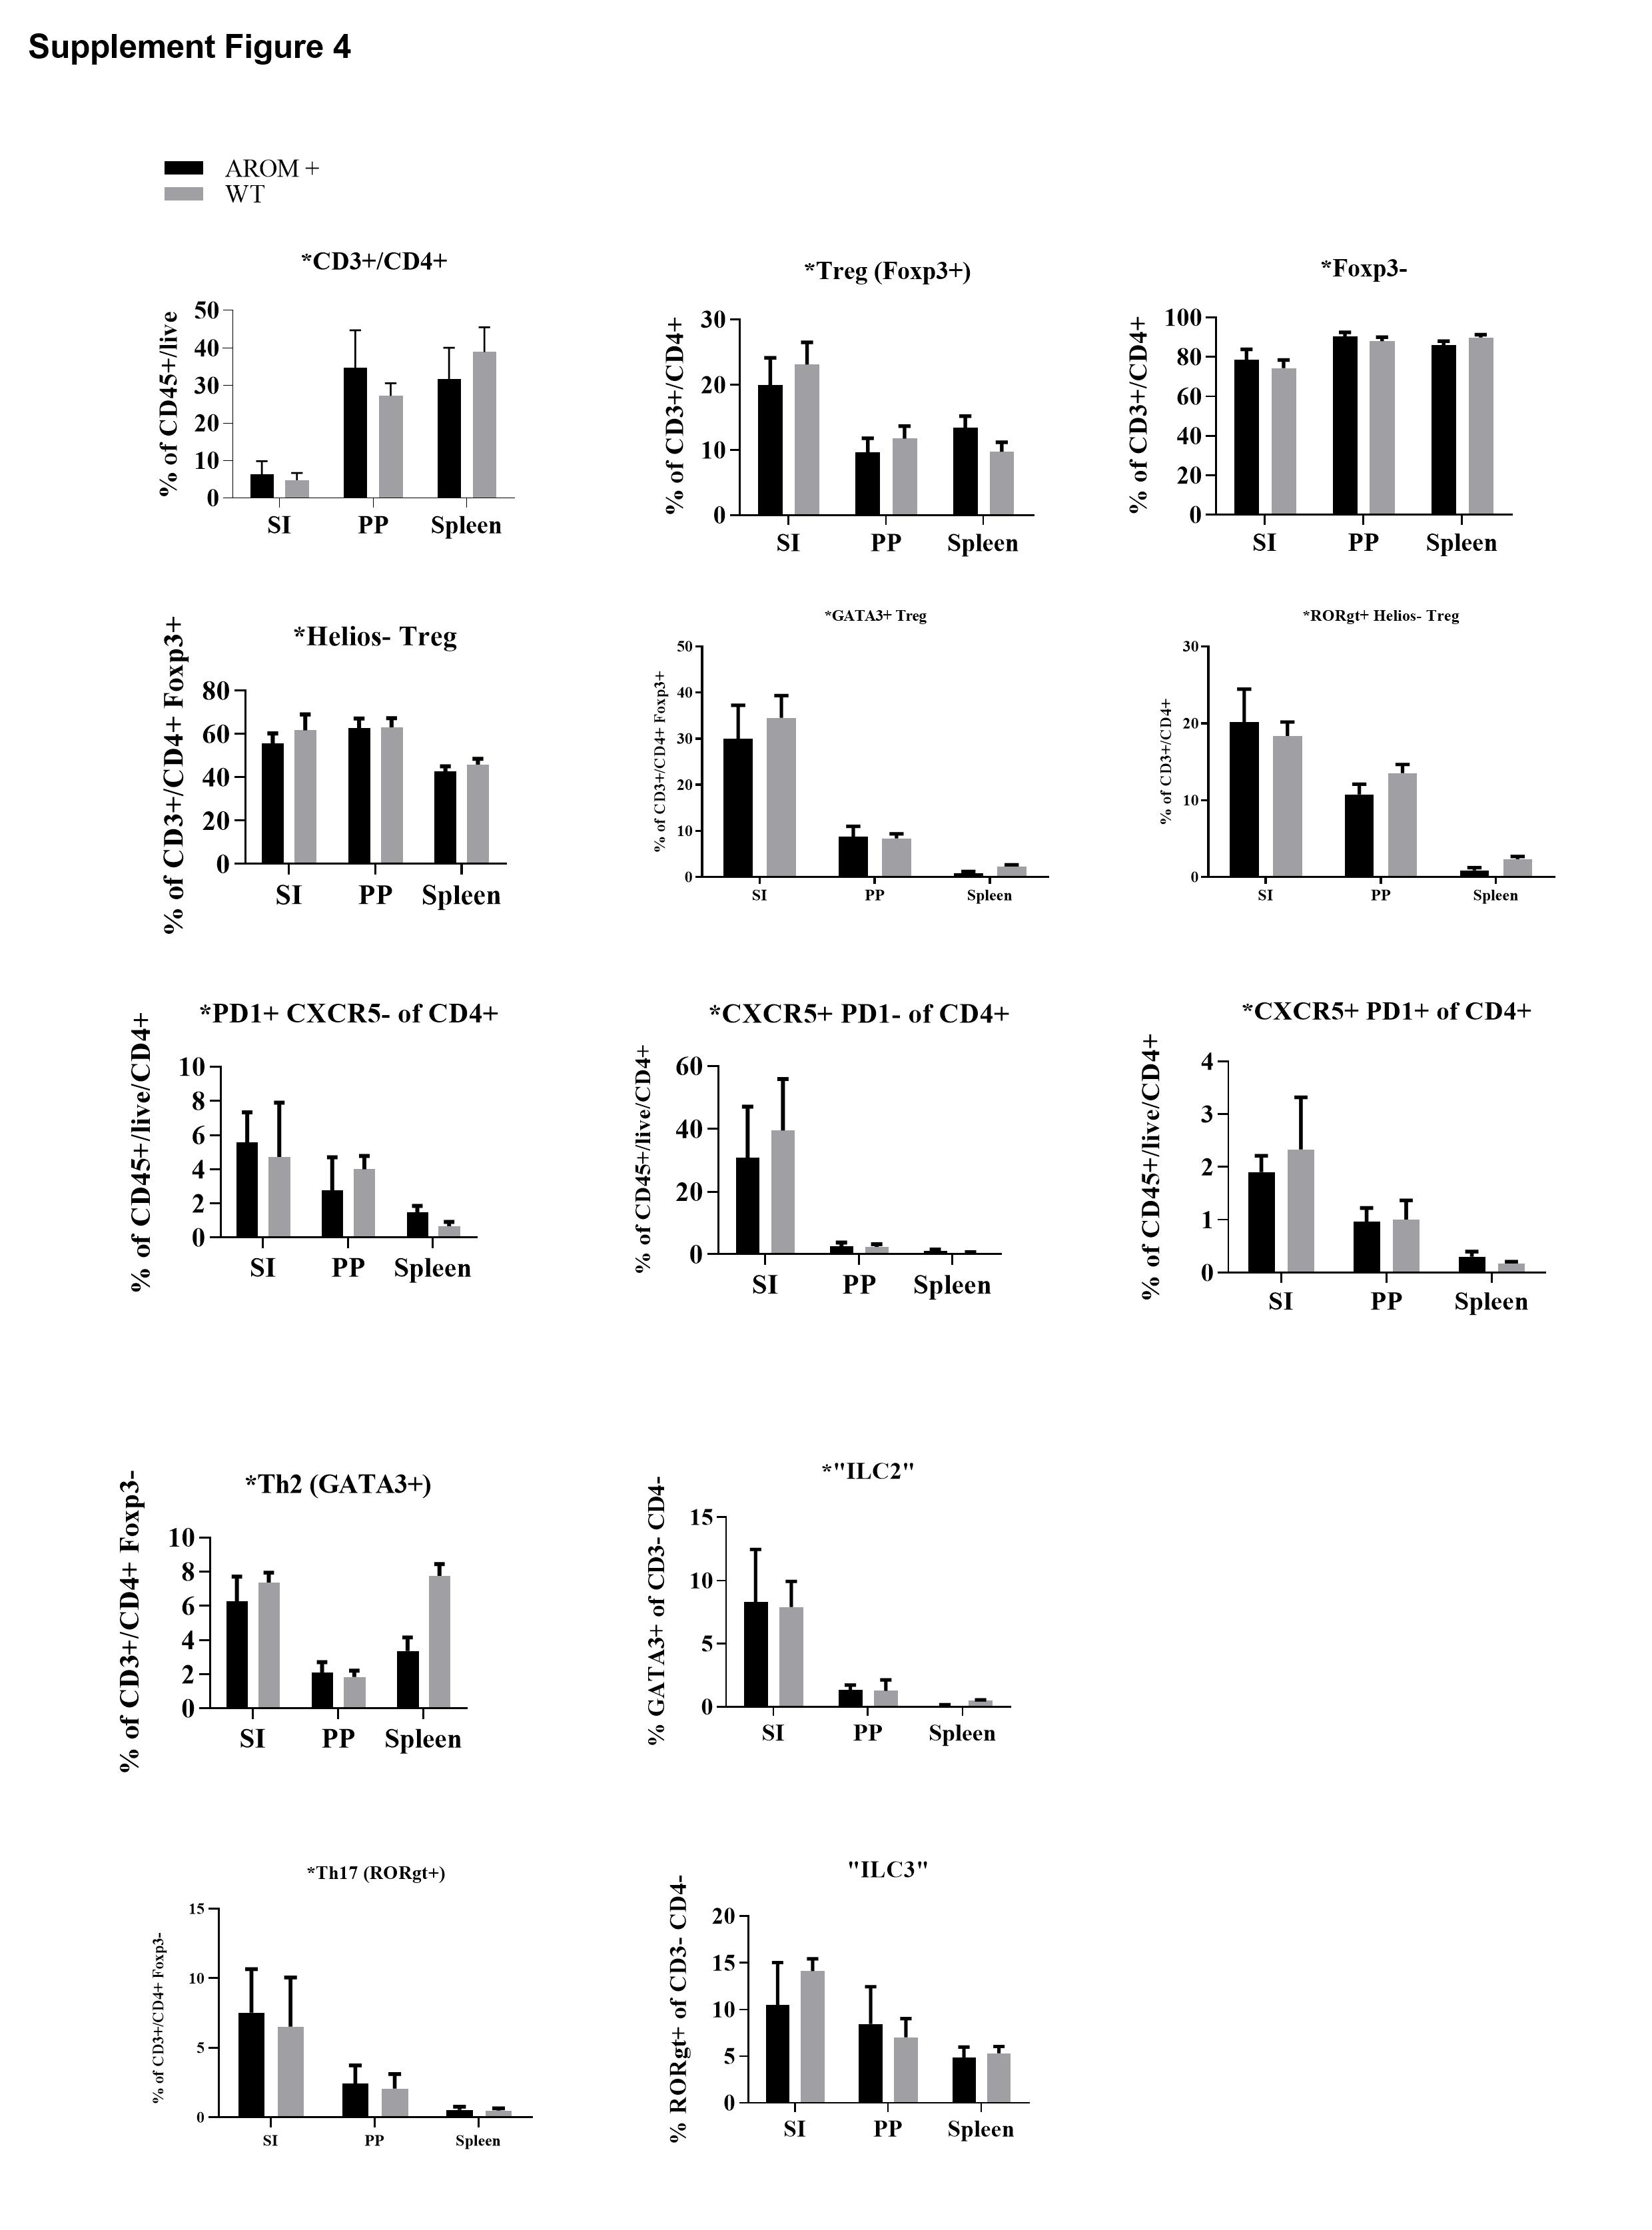 Supplement Figure 4
AROM +
WT
*CD3+/CD4+
% of CD45+/live
50
40
30
20
10
0
SI PP Spleen
*Treg (Foxp3+)
% of CD3+/CD4+
30
20
10
0
SI PP Spleen
*Foxp3-
% of CD3+/CD4+
100
80
60
40
20
0
SI PP Spleen
*Helios- Treg
% of CD3+/CD4+ Foxp3+
80
60
40
20
0
SI PP Spleen
*GATA3+ Treg
% of CD3+/CD4+ Foxp3+
50
40
30
20
10
0
SI PP Spleen
*RORgt+ Helios- Treg
% of CD3+/CD4+
30
20
10
0
SI PP Spleen
*PD1+ CXCR5- of CD4+
% of CD45+/live/CD4+
10
8
6
4
2
0
SI PP Spleen
*CXCR5+ PD1- of CD4+
% of CD45+/live/CD4+
60
40
20
0
SI PP Spleen
*CXCR5+ PD1+ of CD4+
% of CD45+/live/CD4+
4
3
2
1
0
SI PP Spleen
*Th2 (GATA3+)
% of CD3+/CD4+ Foxp3-
10
8
6
4
2
0
SI PP Spleen
*"ILC2"
% GATA3+ of CD3- CD4-
15
10
5
0
SI PP Spleen
*Th17 (RORgt+)
% of CD3+/CD4+ Foxp3-
15
10
5
0
SI PP Spleen
"ILC3"
% RORgt+ of CD3- CD4-
20
15
10
5
0
SI PP Spleen